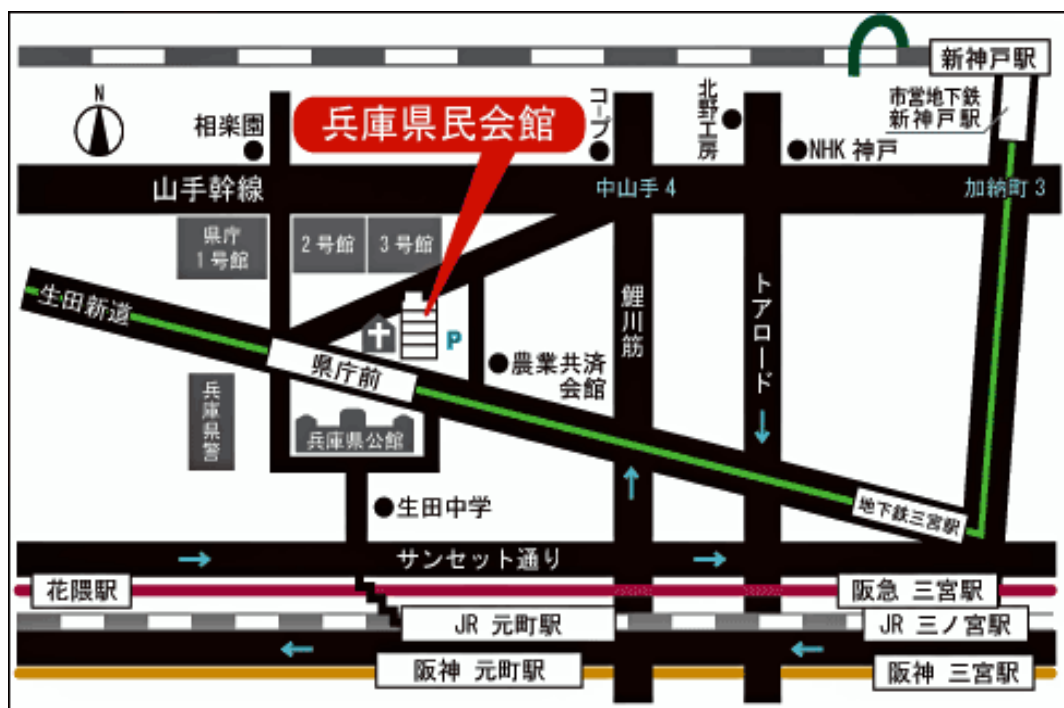 新神戸駅
N
相楽園
兵庫県民会館
コープ
北野工房
NHK 神戸
市営地下鉄
新神戸駅
山手幹線
中山手 4
加納町 3
県庁
1 号館
2 号館
3 号館
生田新道
鯉川筋
トアロード
P
県庁前
農業共済
会館
兵庫県警
兵庫県公館
生田中学
地下鉄三宮駅
サンセット通り
花隈駅
阪急 三宮駅
JR 元町駅
JR 三ノ宮駅
阪神 元町駅
阪神 三宮駅